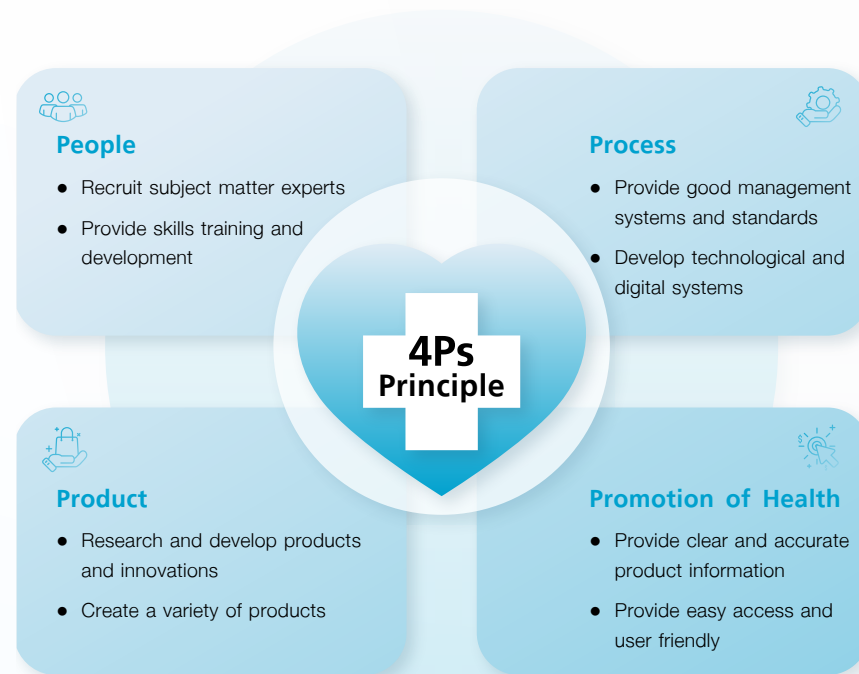 People
● Recruit subject matter experts
● Provide skills training and
development
Process
● Provide good management
systems and standards
● Develop technological and
digital systems
4Ps
Principle
Product
● Research and develop products
and innovations
● Create a variety of products
Promotion of Health
● Provide clear and accurate
product information
● Provide easy access and
user friendly